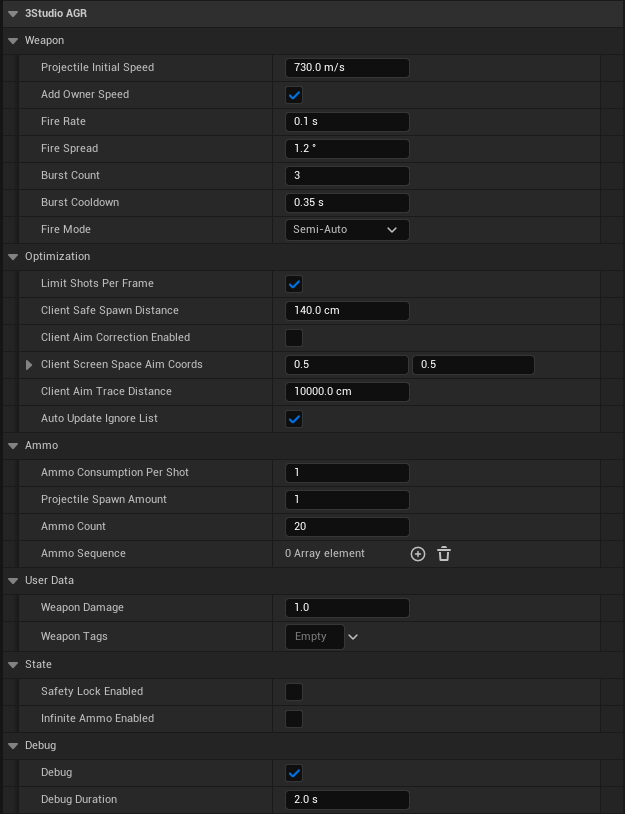 3Studio AGR
Weapon
Projectile Initial Speed 730.0 m/s
Add Owner Speed
Fire Rate 0.1 s
Fire Spread 1.2 °
Burst Count 3
Burst Cooldown 0.35 s
Fire Mode Semi-Auto
Optimization
Limit Shots Per Frame
Client Safe Spawn Distance 140.0 cm
Client Aim Correction Enabled
Client Screen Space Aim Coords 0.5 0.5
Client Aim Trace Distance 10000.0 cm
Auto Update Ignore List
Ammo
Ammo Consumption Per Shot 1
Projectile Spawn Amount 1
Ammo Count 20
Ammo Sequence 0 Array element
User Data
Weapon Damage 1.0
Weapon Tags Empty
State
Safety Lock Enabled
Infinite Ammo Enabled
Debug
Debug
Debug Duration 2.0 s